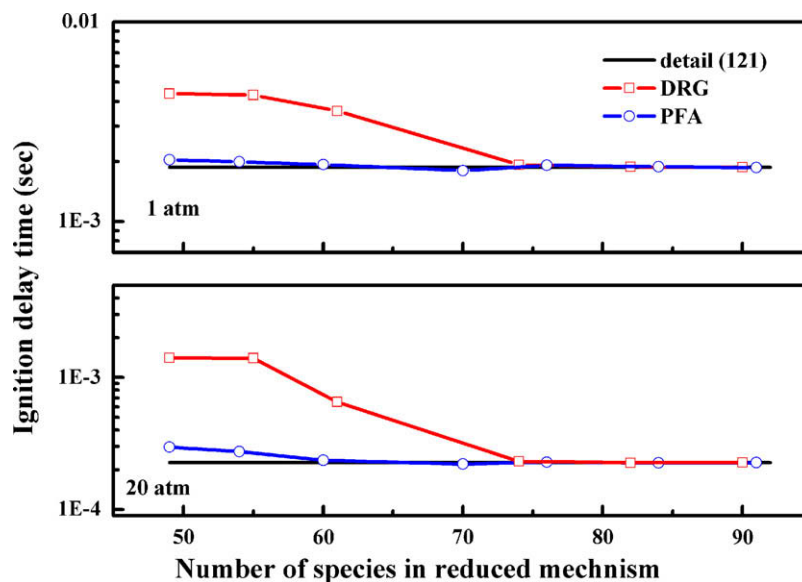 0.01
detail (121)
DRG
PFA
1 atm
1E-3
1E-3
20 atm
1E-4
50 60 70 80 90
Ignition delay time (sec)
Number of species in reduced mechnism